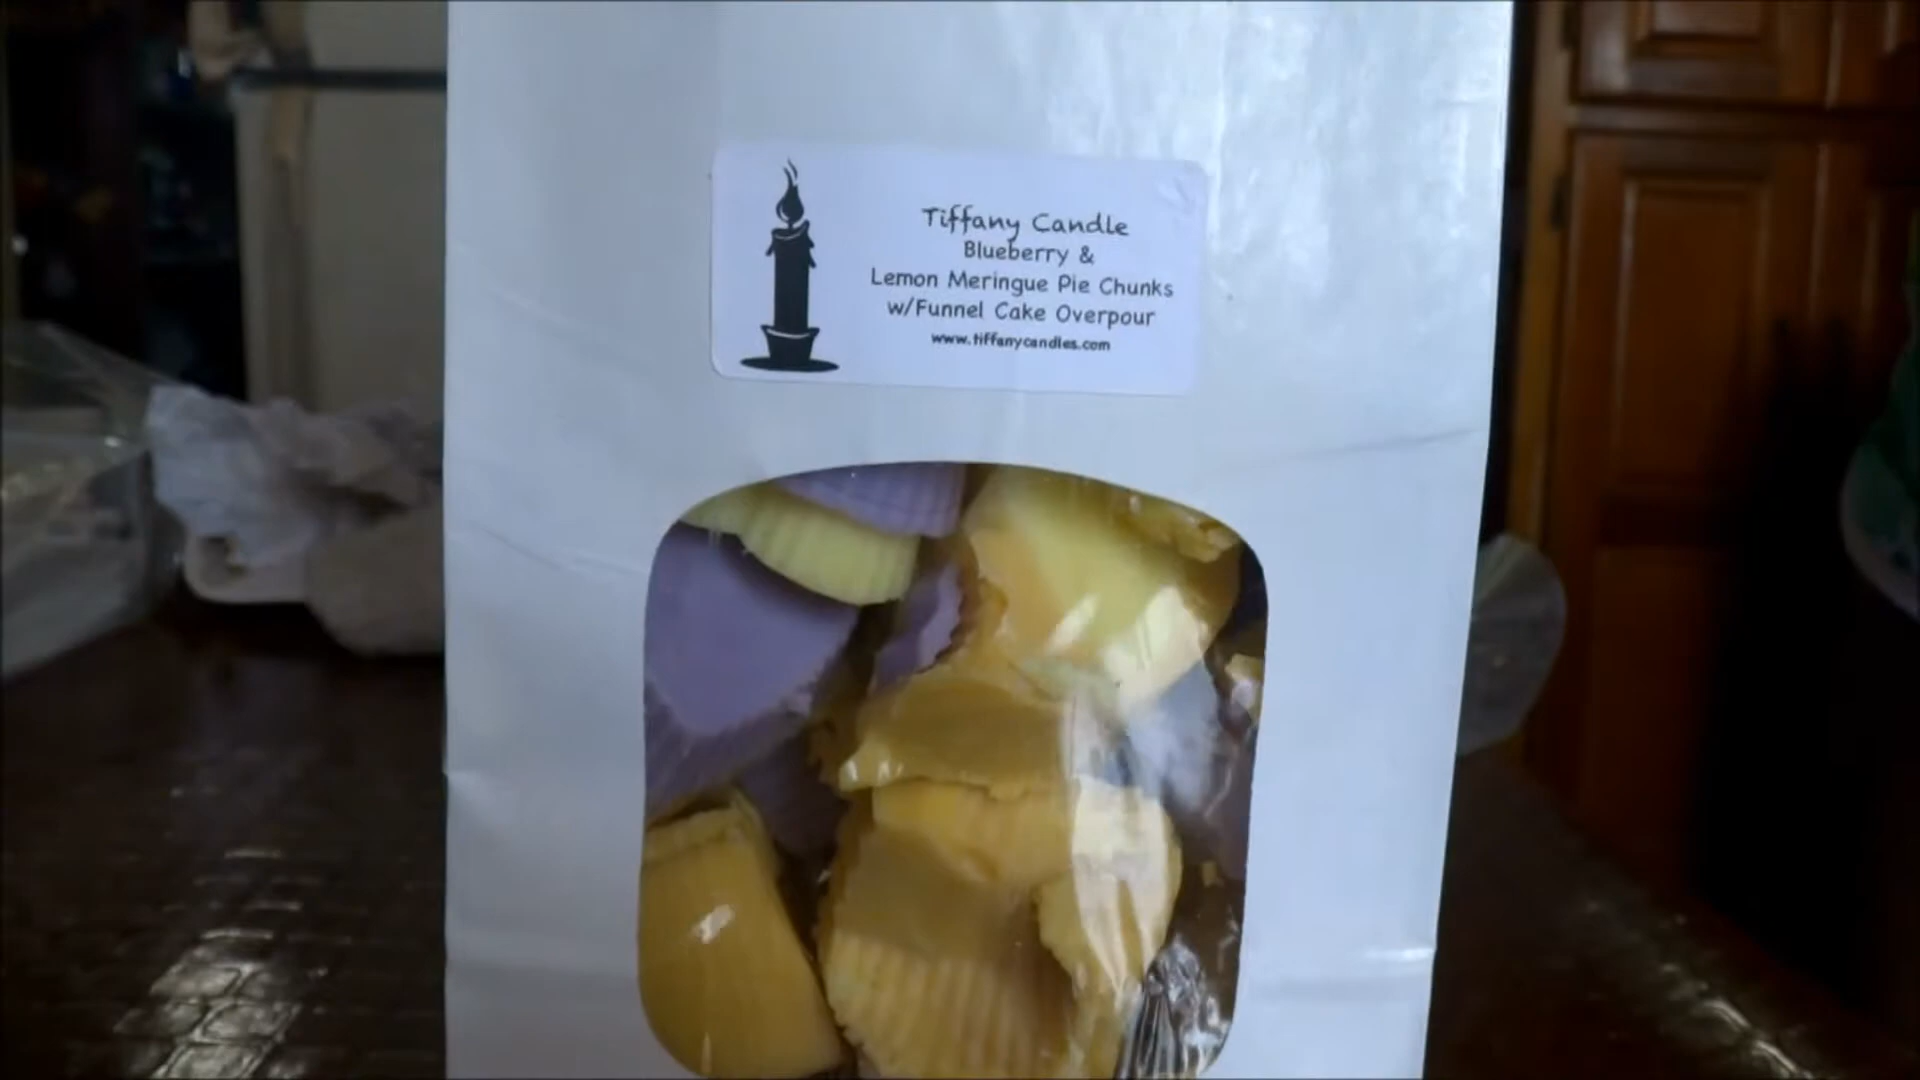 Tiffany Candle
Blueberry &
Lemon Meringue Pie Chunks
w/Funnel Cake Overpour
www.tiffanycandles.com